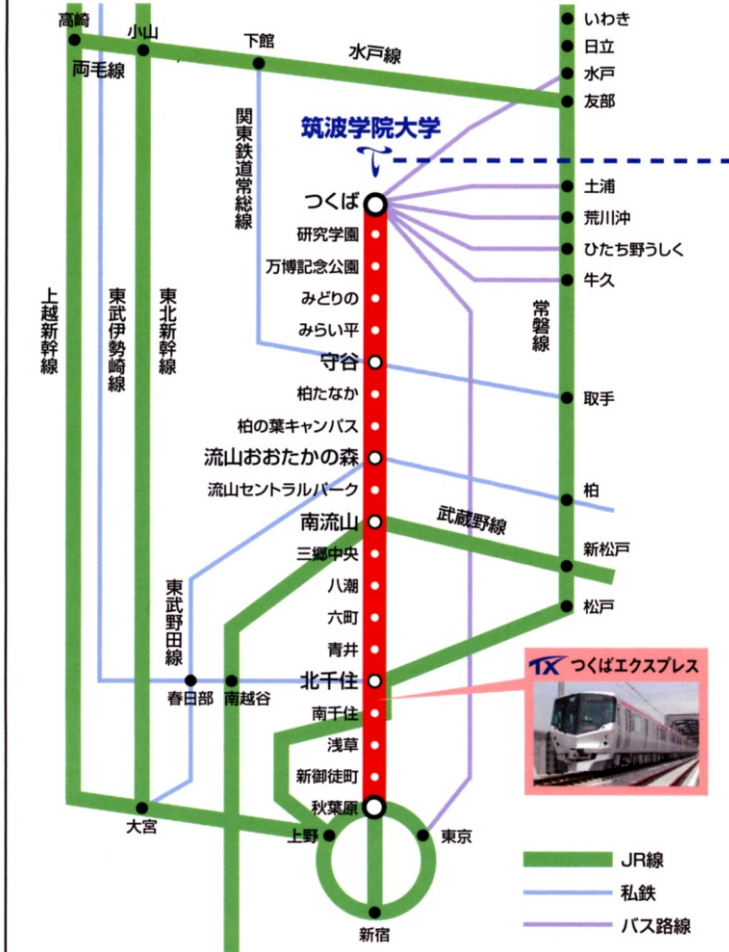 高崎
小山
下館
水戸線
両毛線
いわき
日立
水戸
友部
関東鉄道常総線
筑波学院大学
つくば
研究学園
万博記念公園
みどりの
みらい平
守谷
柏たなか
柏の葉キャンパス
流山おおたかの森
流山セントラルパーク
南流山
三郷中央
八潮
六町
青井
北千住
南千住
浅草
新御徒町
秋葉原
土浦
荒川沖
ひたち野うしく
牛久
常磐線
取手
柏
武蔵野線
新松戸
松戸
上越新幹線
東武伊勢崎線
東北新幹線
東武野田線
春日部
南越谷
大宮
上野
東京
新宿
TX つくばエクスプレス
JR線
私鉄
バス路線